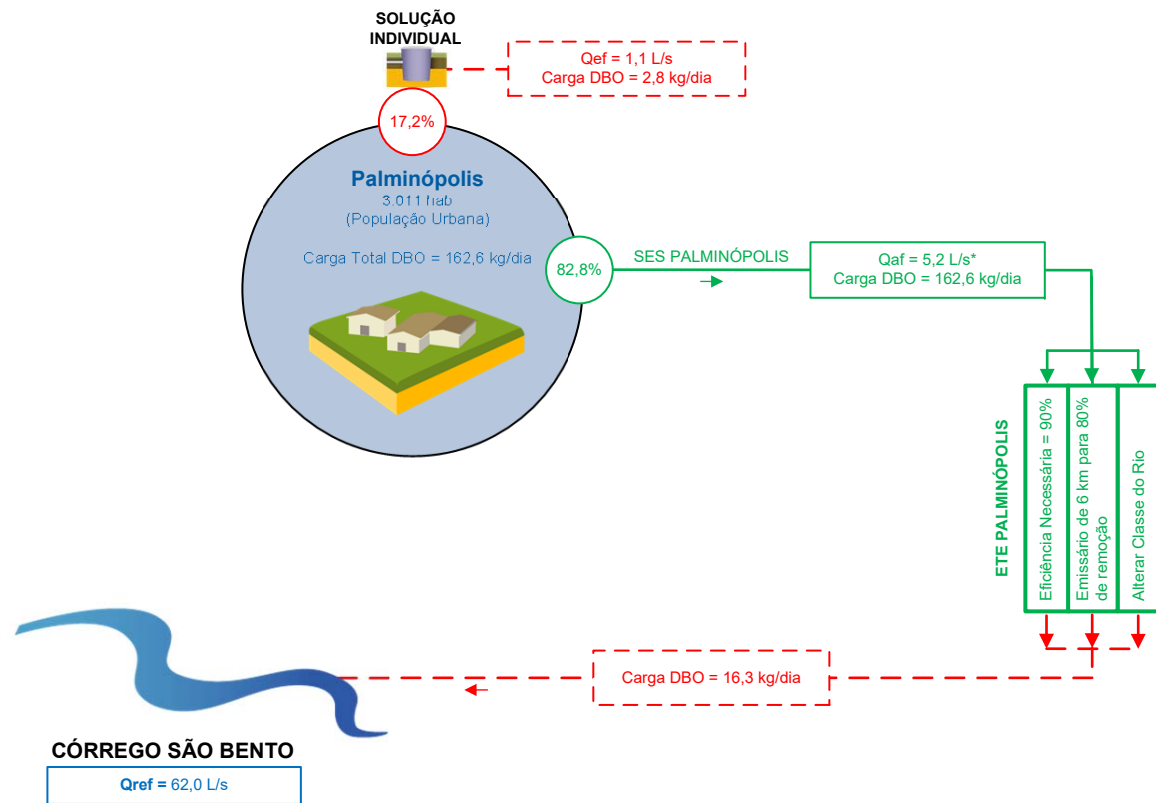 SOLUÇÃO
INDIVIDUAL
Qef = 1,1 L/s
Carga DBO = 2,8 kg/dia
17,2%
Palminópolis
3.011 hab
(População Urbana)
Carga Total DBO = 162,6 kg/dia
82,8%
SES PALMINÓPOLIS
Qaf = 5,2 L/s*
Carga DBO = 162,6 kg/dia
ETE PALMINÓPOLIS
Eficiência Necessária = 90%
Emissário de 6 km para 80%
de remoção
Alterar Classe do Rio
Carga DBO = 16,3 kg/dia
CÓRREGO SÃO BENTO
Qref = 62,0 L/s